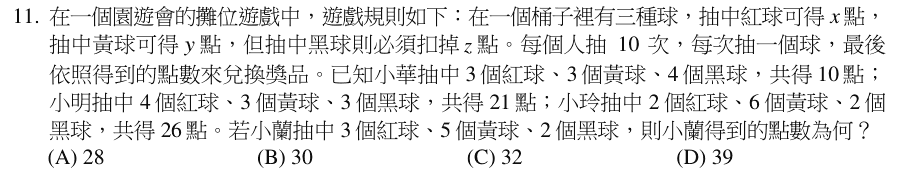 11. 在一個園遊會的攤位遊戲中，遊戲規則如下：在一個桶子裡有三種球，抽中紅球可得 x 點，
抽中黃球可得 y 點，但抽中黑球則必須扣掉 z 點。每個人抽 10 次，每次抽一個球，最後
依照得到的點數來兌換獎品。已知小華抽中 3 個紅球、3 個黃球、4 個黑球，共得 10 點；
小明抽中 4 個紅球、3 個黃球、3 個黑球，共得 21 點；小玲抽中 2 個紅球、6 個黃球、2 個
黑球，共得 26 點。若小蘭抽中 3 個紅球、5 個黃球、2 個黑球，則小蘭得到的點數為何？
(A) 28 (B) 30 (C) 32 (D) 39